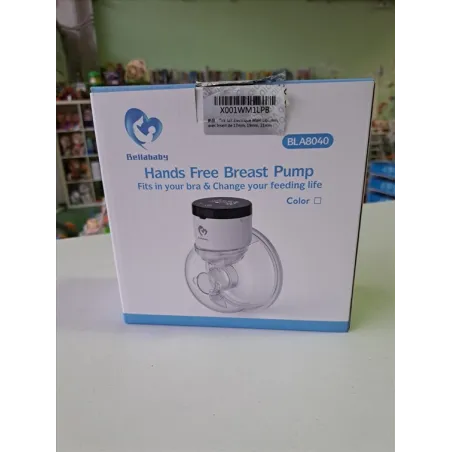 X001WM1LPB
BLA8040
Bellababy
Hands Free Breast Pump
Fits in your bra & Change your feeding life
Color